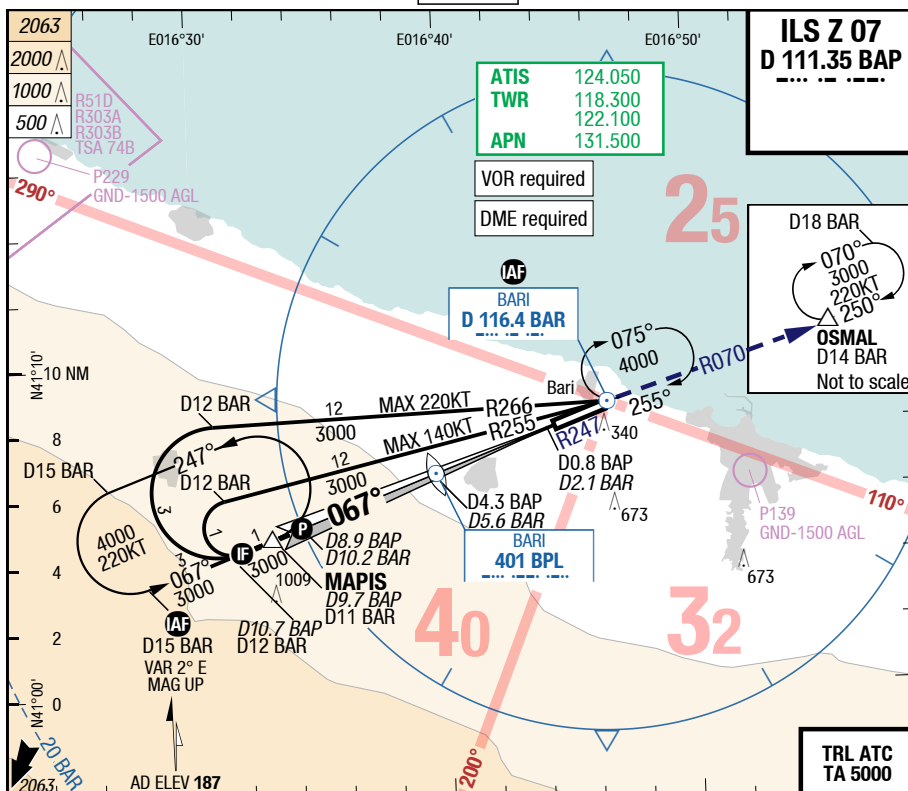 2063
2000
1000
500
E016°30'
E016°40'
E016°50'
ILS Z 07
D 111.35 BAP
ATIS 124.050
TWR 118.300
122.100
APN 131.500
VOR required
DME required
R51D
R303A
R303B
TSA 74B
P229
GND-1500 AGL
290°
25
D18 BAR
070°
3000
220KT
250°
OSMAL
D14 BAR
Not to scale
IAF
BARI
D 116.4 BAR
075°
4000
R070
255°
Bari
N41°10'
10 NM
8
6
4
2
0
D12 BAR
12
3000
MAX 220KT
R266
MAX 140KT
R255
R247
340
D15 BAR
247°
D12 BAR
12
3000
067°
D0.8 BAP
D2.1 BAR
673
110°
P139
GND-1500 AGL
673
3
1
1
4000
220KT
3
067°
3000
IF
3000
P
D8.9 BAP
D10.2 BAR
D4.3 BAP
D5.6 BAR
BARI
401 BPL
MAPIS
D9.7 BAP
D11 BAR
1009
D10.7 BAP
D12 BAR
IAF
D15 BAR
VAR 2° E
MAG UP
40
32
N41°00'
20 BAR
2063
AD ELEV 187
200°
TRL ATC
TA 5000